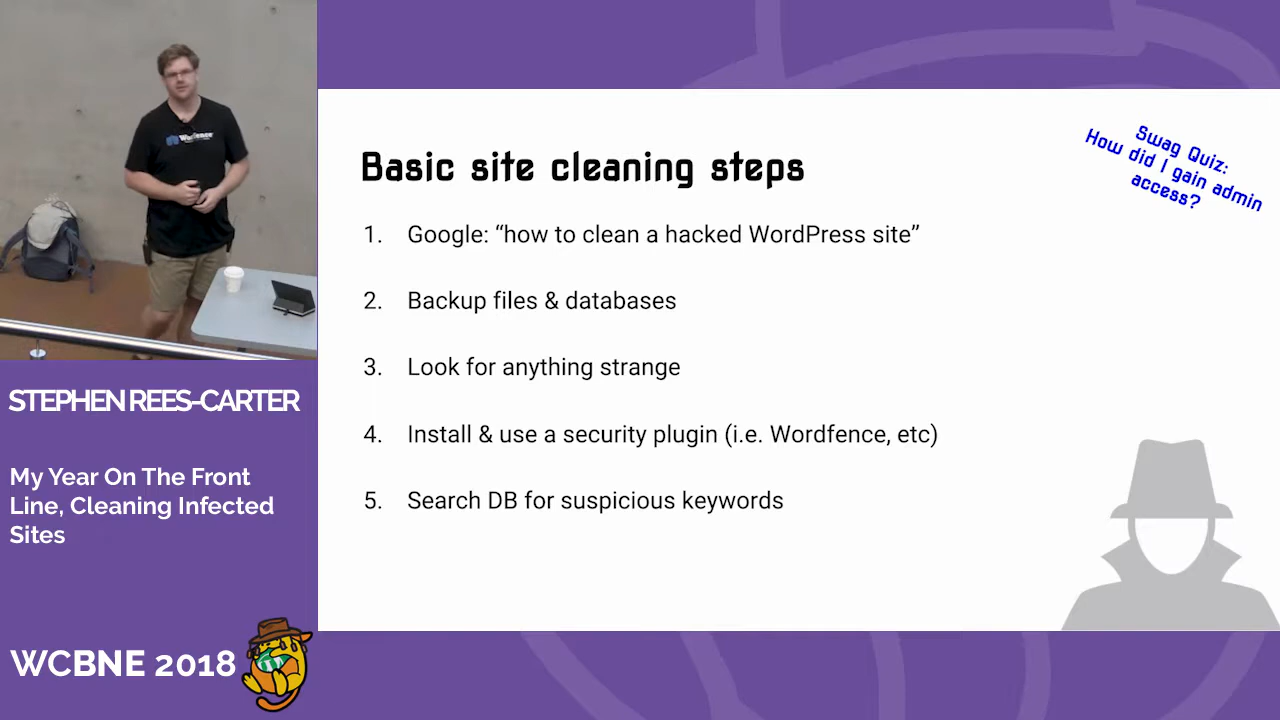 Wordfence
STEPHEN REES-CARTER
My Year On The Front
Line, Cleaning Infected
Sites
WCBNE 2018
Basic site cleaning steps
1. Google: “how to clean a hacked WordPress site”
2. Backup files & databases
3. Look for anything strange
4. Install & use a security plugin (i.e. Wordfence, etc)
5. Search DB for suspicious keywords
Swag Quiz:
How did I gain admin
access?